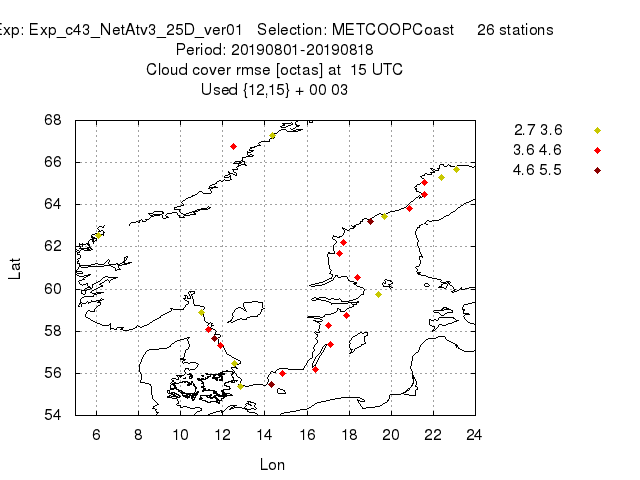 Exp: Exp_c43_NetAtv3_25D_ver01 Selection: METCOOPCoast 26 stations
Period: 20190801-20190818
Cloud cover rmse [octas] at 15 UTC
Used {12,15} + 00 03
2.7 3.6
3.6 4.6
4.6 5.5
68
66
64
62
60
58
56
54
Lat
6 8 10 12 14 16 18 20 22 24
Lon